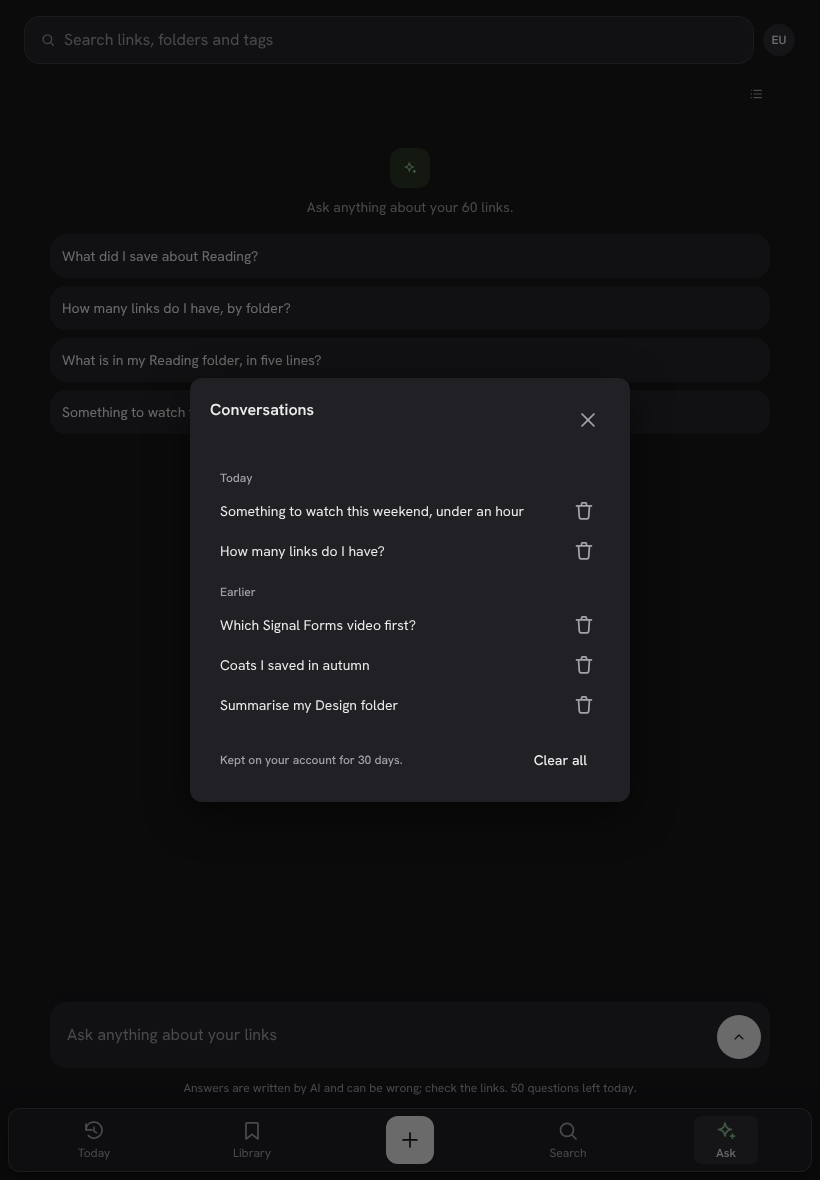 Search links, folders and tags
EU
Ask anything about your 60 links.
What did I save about Reading?
How many links do I have, by folder?
What is in my Reading folder, in five lines?
Something to watch
Conversations
Today
Something to watch this weekend, under an hour
How many links do I have?
Earlier
Which Signal Forms video first?
Coats I saved in autumn
Summarise my Design folder
Kept on your account for 30 days.
Clear all
Ask anything about your links
Answers are written by AI and can be wrong; check the links. 50 questions left today.
Today
Library
Search
Ask